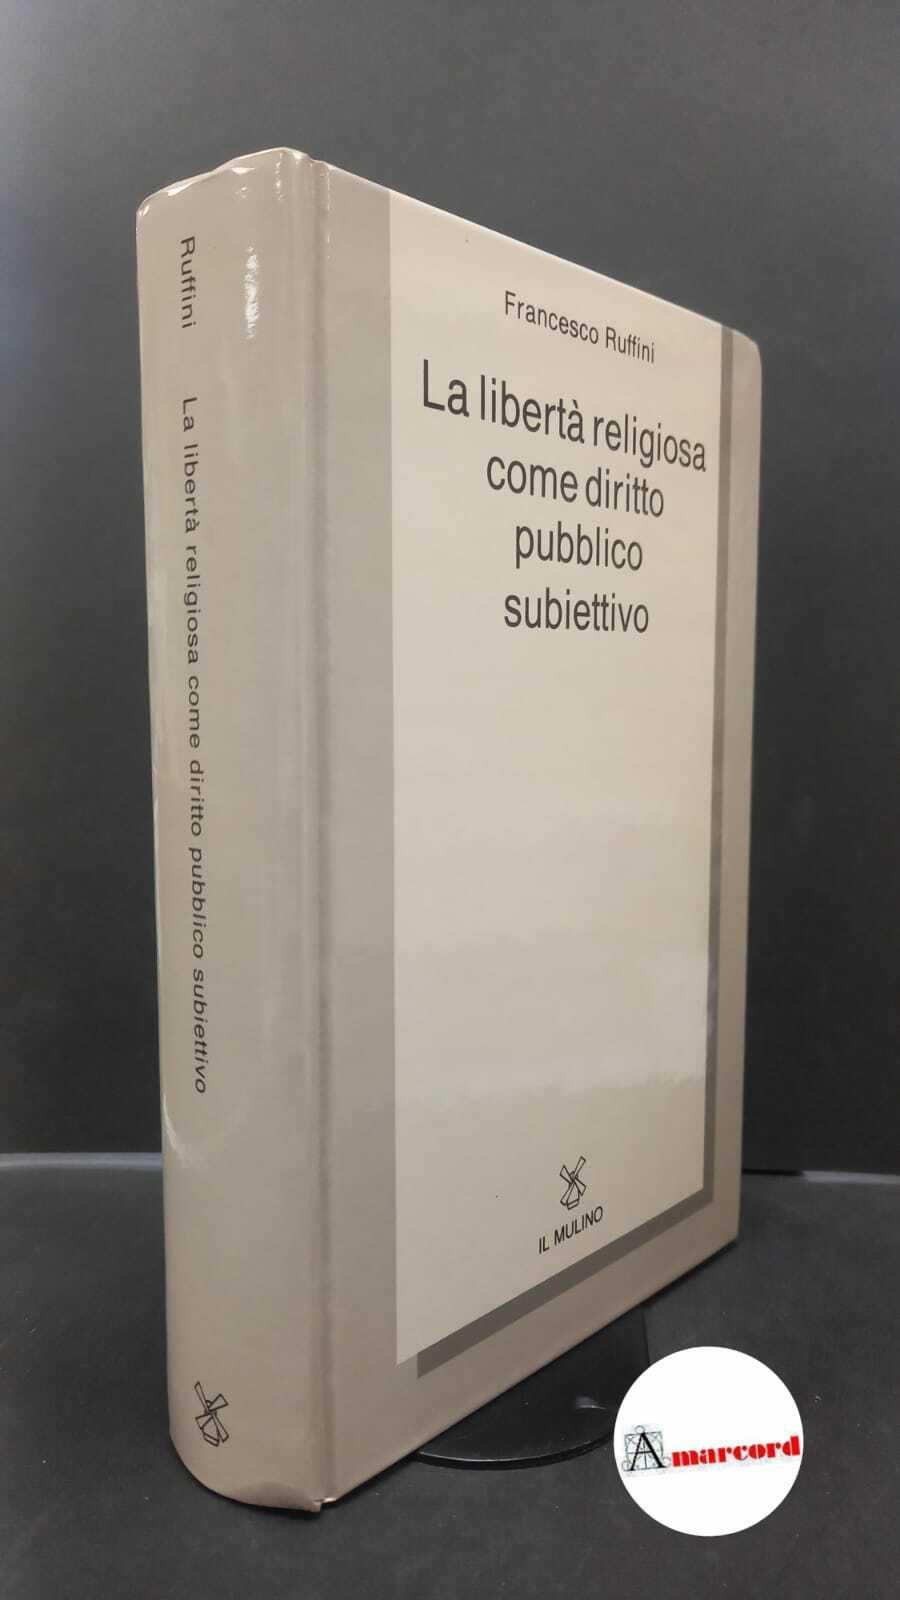 Ruffini La libertà religiosa come diritto pubblico subiettivo
Francesco Ruffini
La libertà religiosa
come diritto
pubblico
subiettivo
IL MULINO
Amarcord